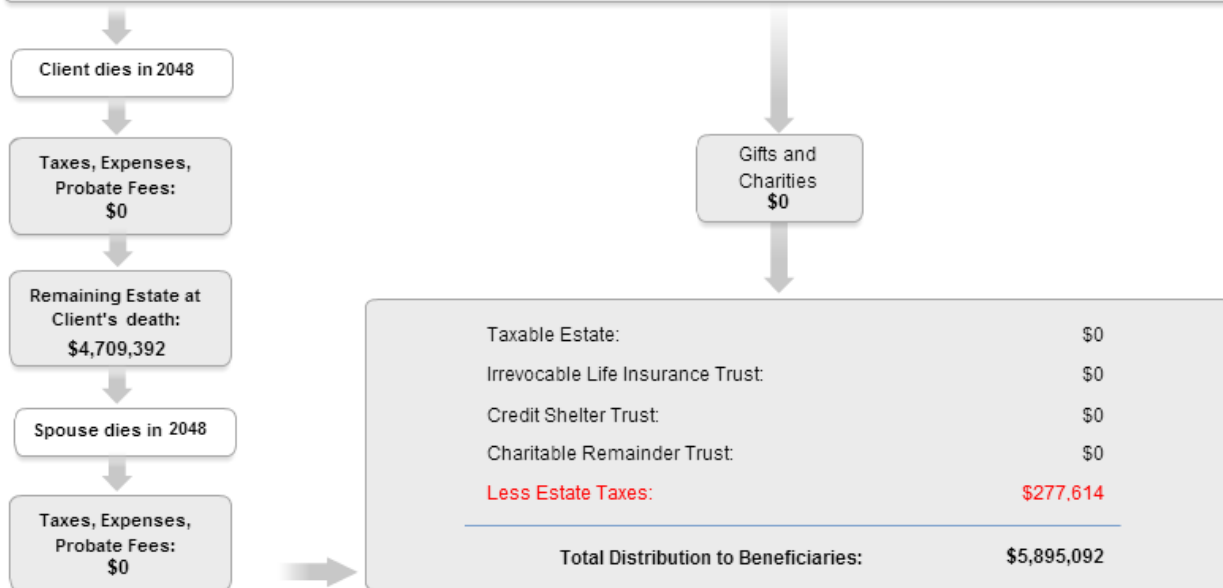 Client dies in 2048
Taxes, Expenses,
Probate Fees:
$0
Remaining Estate at
Client's death:
$4,709,392
Spouse dies in 2048
Taxes, Expenses,
Probate Fees:
$0
Gifts and
Charities
$0
Taxable Estate: $0
Irrevocable Life Insurance Trust: $0
Credit Shelter Trust: $0
Charitable Remainder Trust: $0
Less Estate Taxes: $277,614
Total Distribution to Beneficiaries: $5,895,092